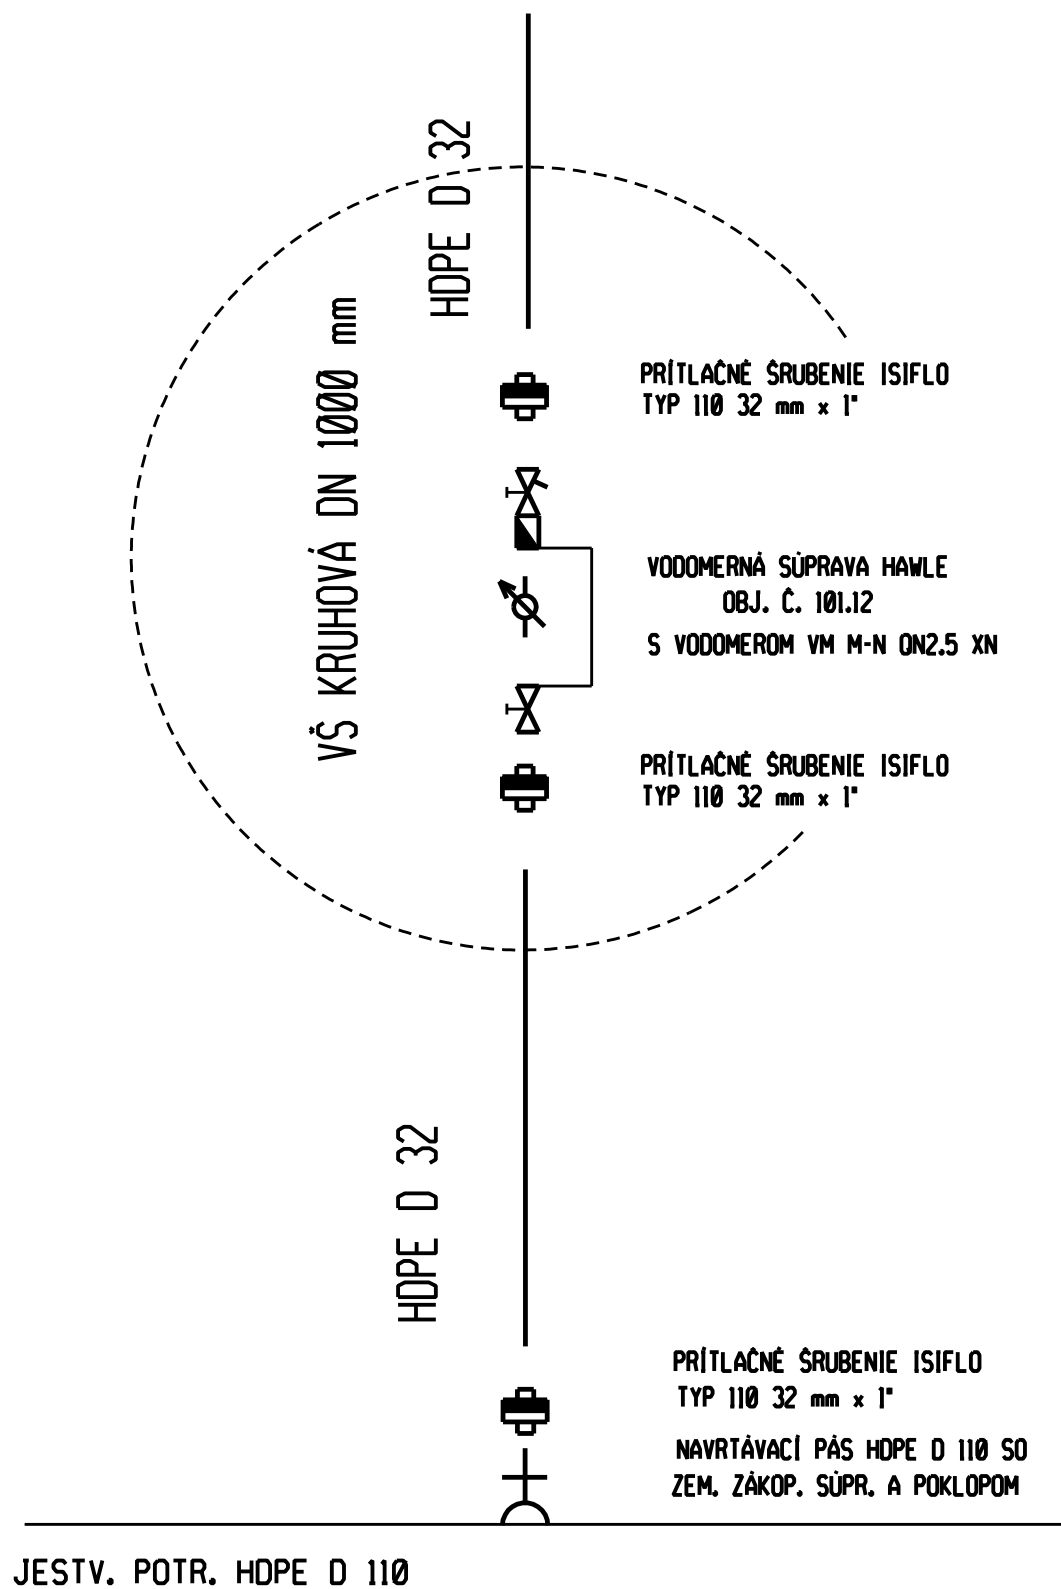 HDPE D 32
VŠ KRUHOVÁ DN 1000 mm
PRÍTLAČNÉ ŠRUBENIE ISIFLO
TYP 110 32 mm x 1"
VODOMERNÁ SÚPRAVA HAWLE
OBJ. Č. 101.12
S VODOMEROM VM M-N QN2.5 XN
PRÍTLAČNÉ ŠRUBENIE ISIFLO
TYP 110 32 mm x 1"
HDPE D 32
PRÍTLAČNÉ ŠRUBENIE ISIFLO
TYP 110 32 mm x 1"
NAVRTÁVACÍ PÁS HDPE D 110 SO
ZEM. ZÁKOP. SÚPR. A POKLOPOM
JESTV. POTR. HDPE D 110